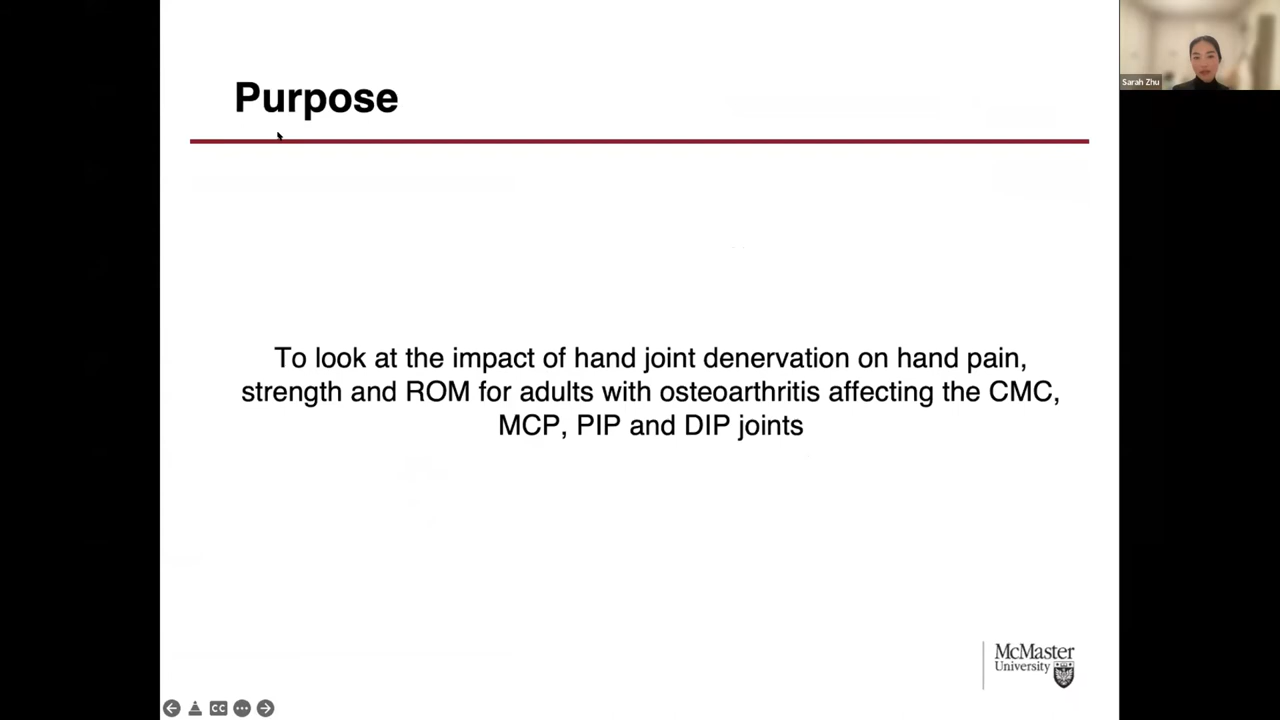 Purpose
Sarah Zhu
To look at the impact of hand joint denervation on hand pain,
strength and ROM for adults with osteoarthritis affecting the CMC,
MCP, PIP and DIP joints
McMaster
University
CC